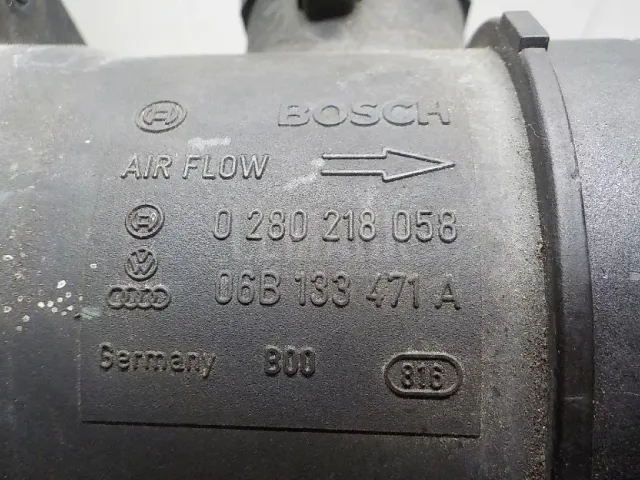 BOSCH
AIR FLOW
0 280 218 058
06B 133 471 A
Germany B00 816